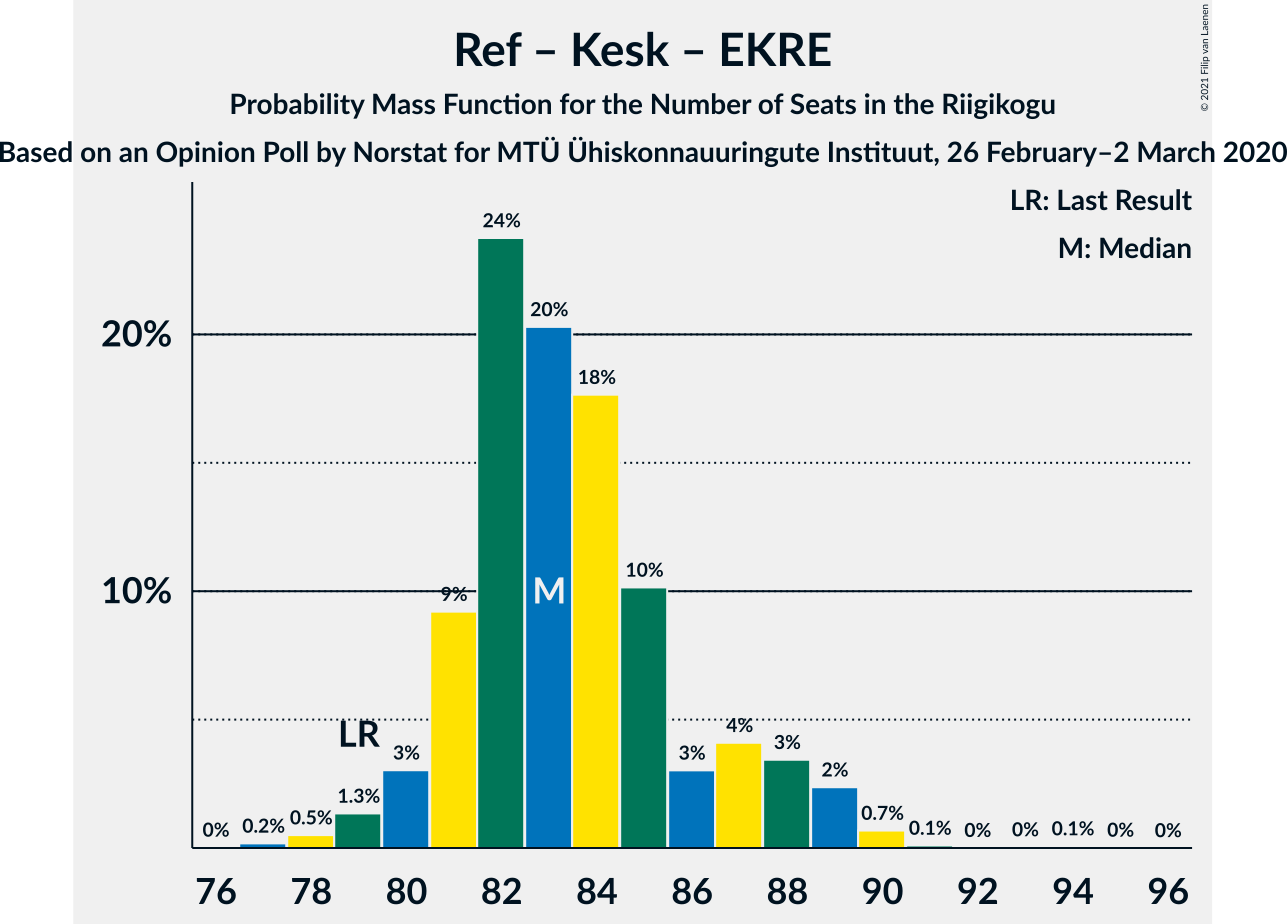 © 2021 Filip van Laenen
Ref – Kesk – EKRE
Probability Mass Function for the Number of Seats in the Riigikogu
Based on an Opinion Poll by Norstat for MTÜ Ühiskonnauuringute Instituut, 26 February–2 March 2020
LR: Last Result
M: Median
24%
20%
20%
18%
10%
10%
9%
M
LR
0%
0.2%
0.5%
1.3%
3%
3%
4%
3%
2%
0.7%
0.1%
0%
0%
0.1%
0%
0%
76 78 80 82 84 86 88 90 92 94 96